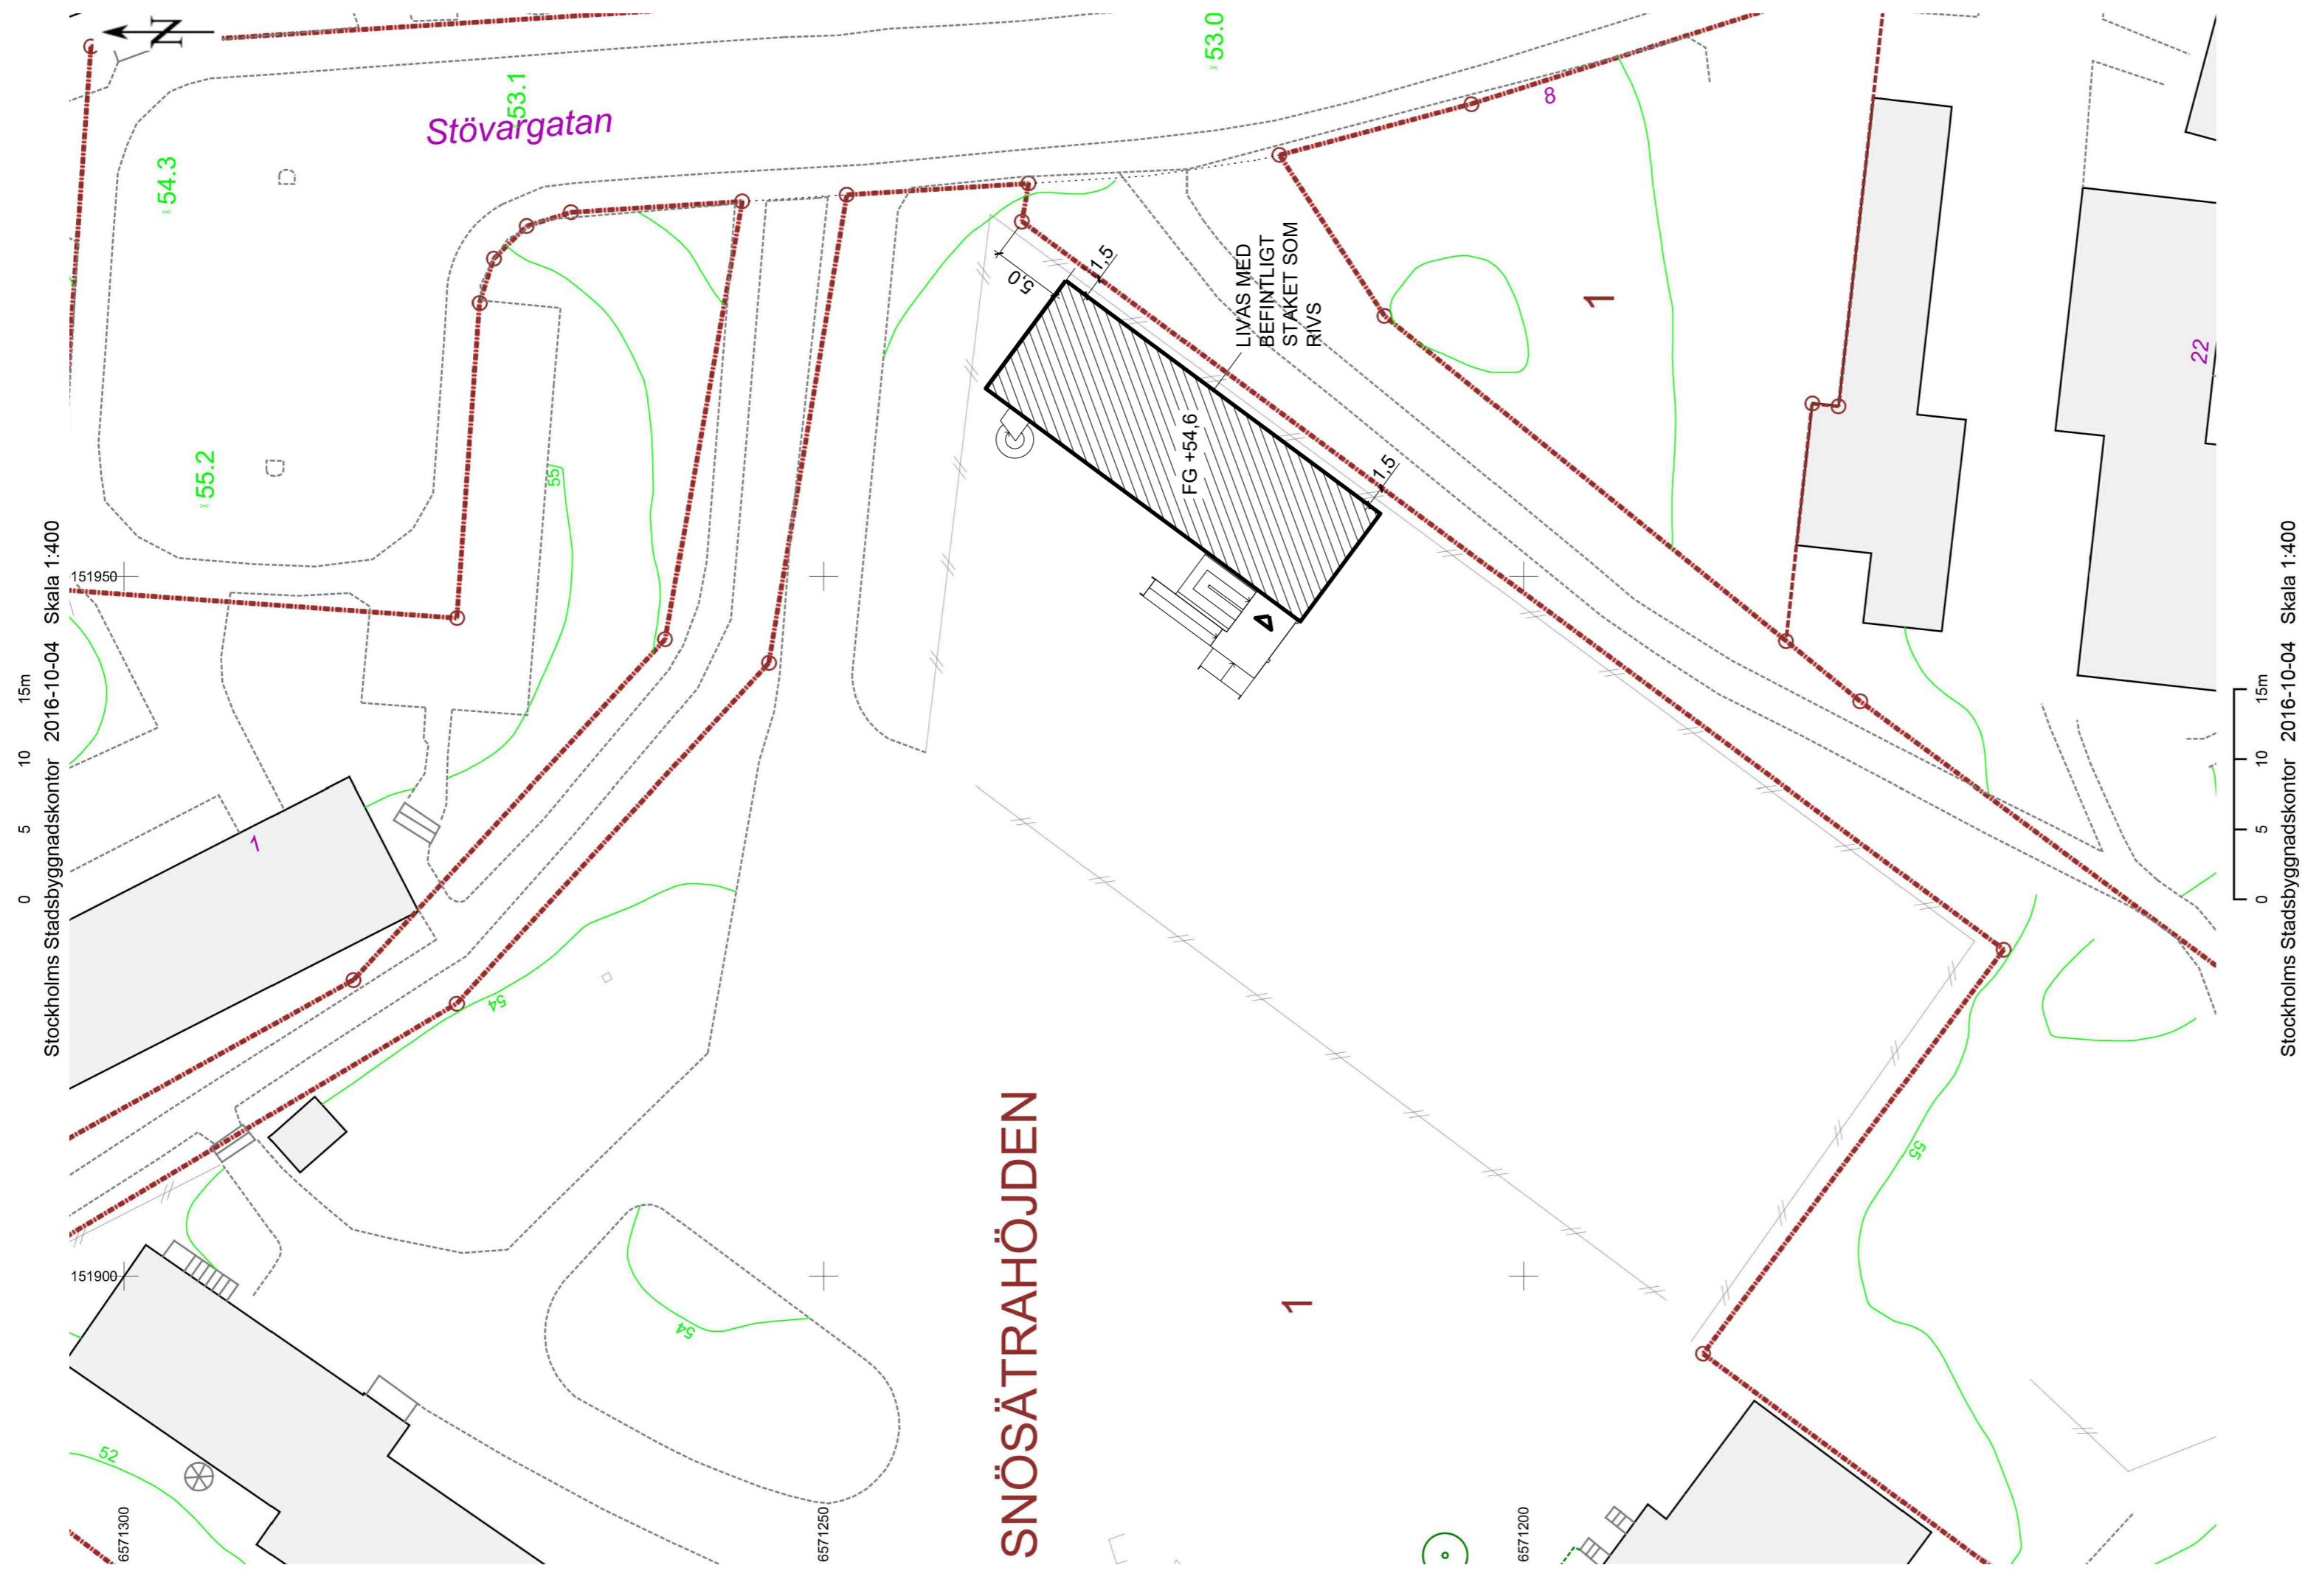 N
Stövargatan
53.1
53.0
54.3
55.2
55
8
1
22
5.0
1,5
LIVAS MED
BEFINTLIGT
STAKET SOM
RIVS
FG +54,6
1,5
151950
1
54
151900
54
52
55
SNÖSÄTRAHÖJDEN
1
6571300
6571250
6571200
0 5 10 15m
Stockholms Stadsbyggnadskontor 2016-10-04 Skala 1:400
0 5 10 15m
Stockholms Stadsbyggnadskontor 2016-10-04 Skala 1:400